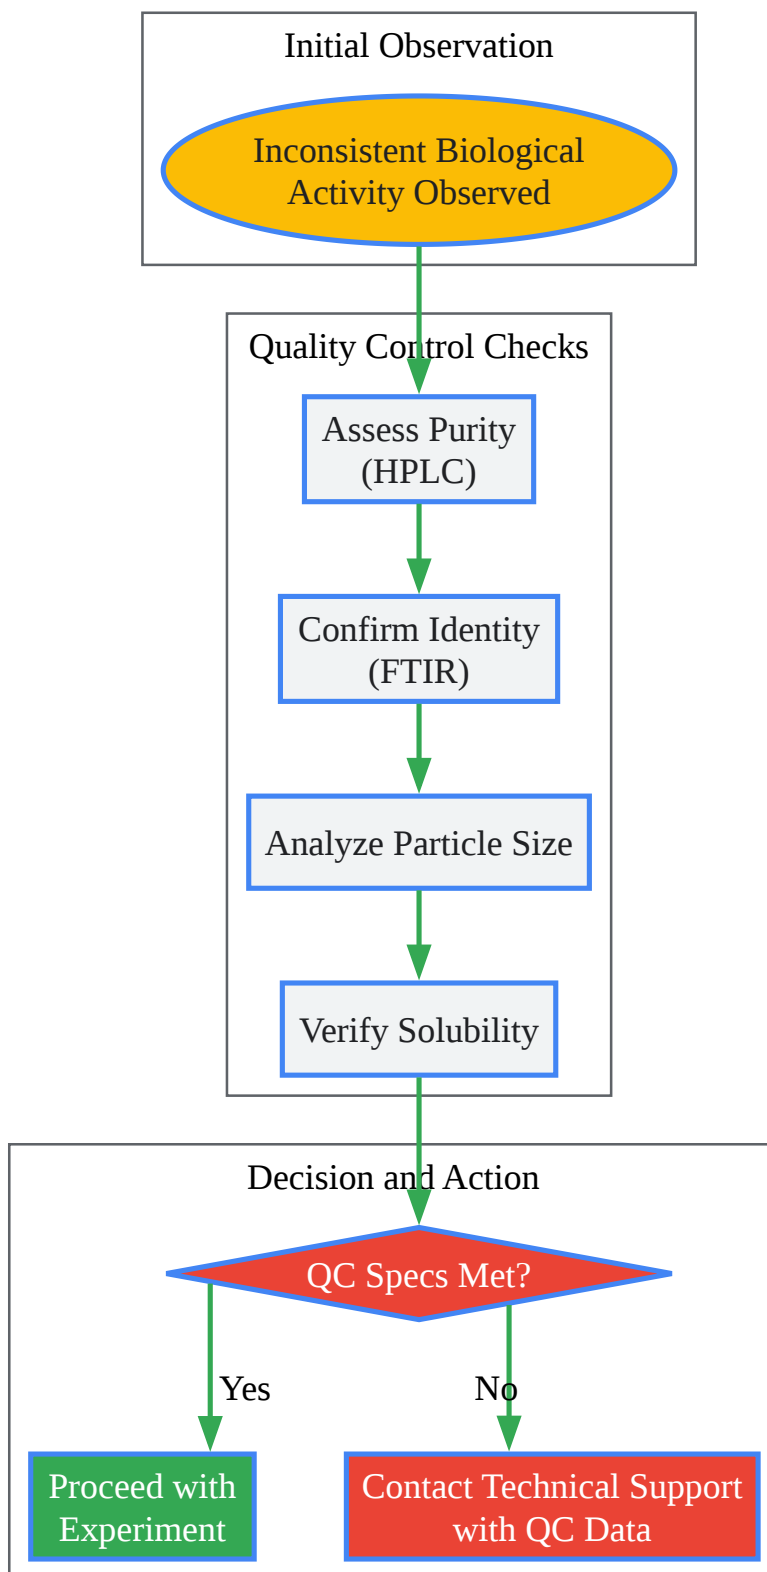 Initial Observation
Inconsistent Biological
Activity Observed
Quality Control Checks
Assess Purity
(HPLC)
Confirm Identity
(FTIR)
Analyze Particle Size
Verify Solubility
Decision and Action
QC Specs Met?
Yes
No
Proceed with
Experiment
Contact Technical Support
with QC Data